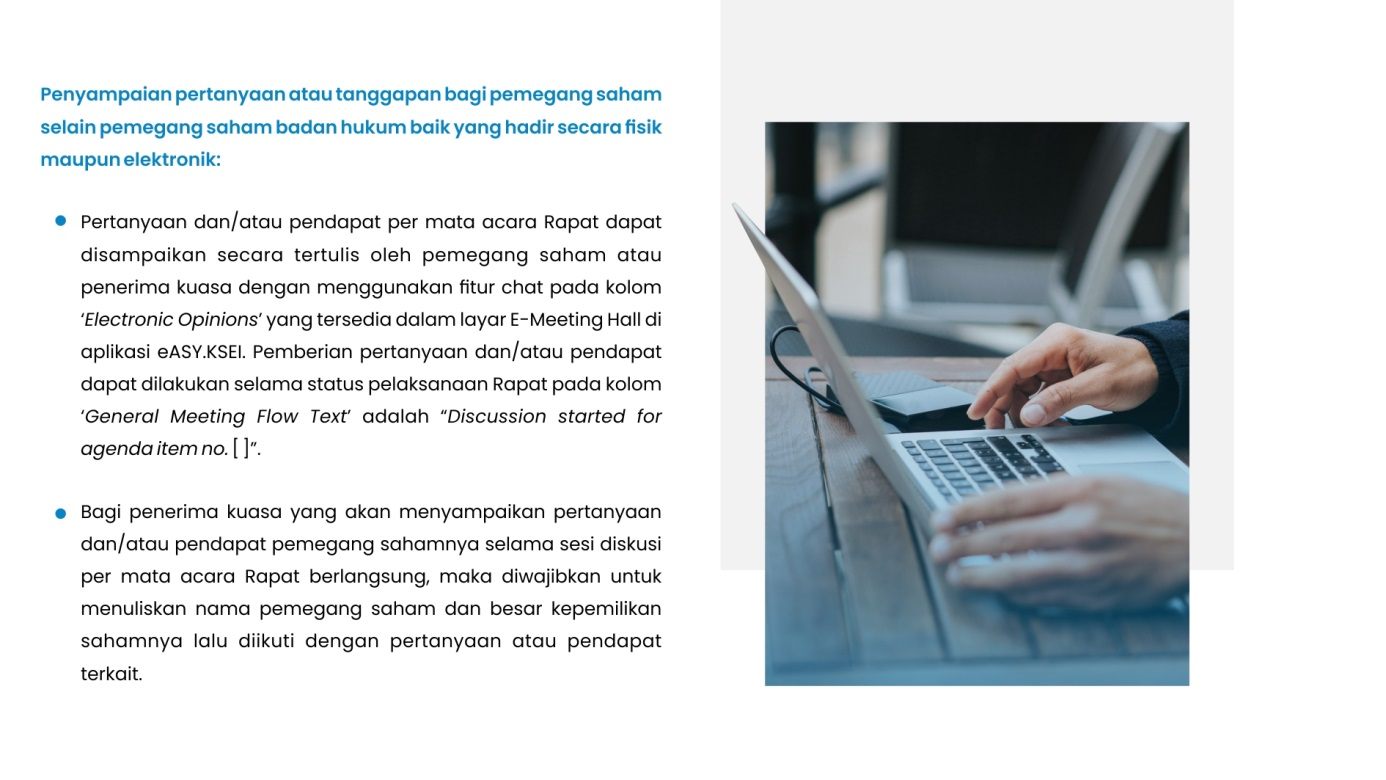 Penyampaian pertanyaan atau tanggapan bagi pemegang saham
selain pemegang saham badan hukum baik yang hadir secara fisik
maupun elektronik:
Pertanyaan dan/atau pendapat per mata acara Rapat dapat
disampaikan secara tertulis oleh pemegang saham atau
penerima kuasa dengan menggunakan fitur chat pada kolom
‘Electronic Opinions’ yang tersedia dalam layar E-Meeting Hall di
aplikasi eASY.KSEI. Pemberian pertanyaan dan/atau pendapat
dapat dilakukan selama status pelaksanaan Rapat pada kolom
‘General Meeting Flow Text’ adalah “Discussion started for
agenda item no. [ ]”.
Bagi penerima kuasa yang akan menyampaikan pertanyaan
dan/atau pendapat pemegang sahamnya selama sesi diskusi
per mata acara Rapat berlangsung, maka diwajibkan untuk
menuliskan nama pemegang saham dan besar kepemilikan
sahamnya lalu diikuti dengan pertanyaan atau pendapat
terkait.